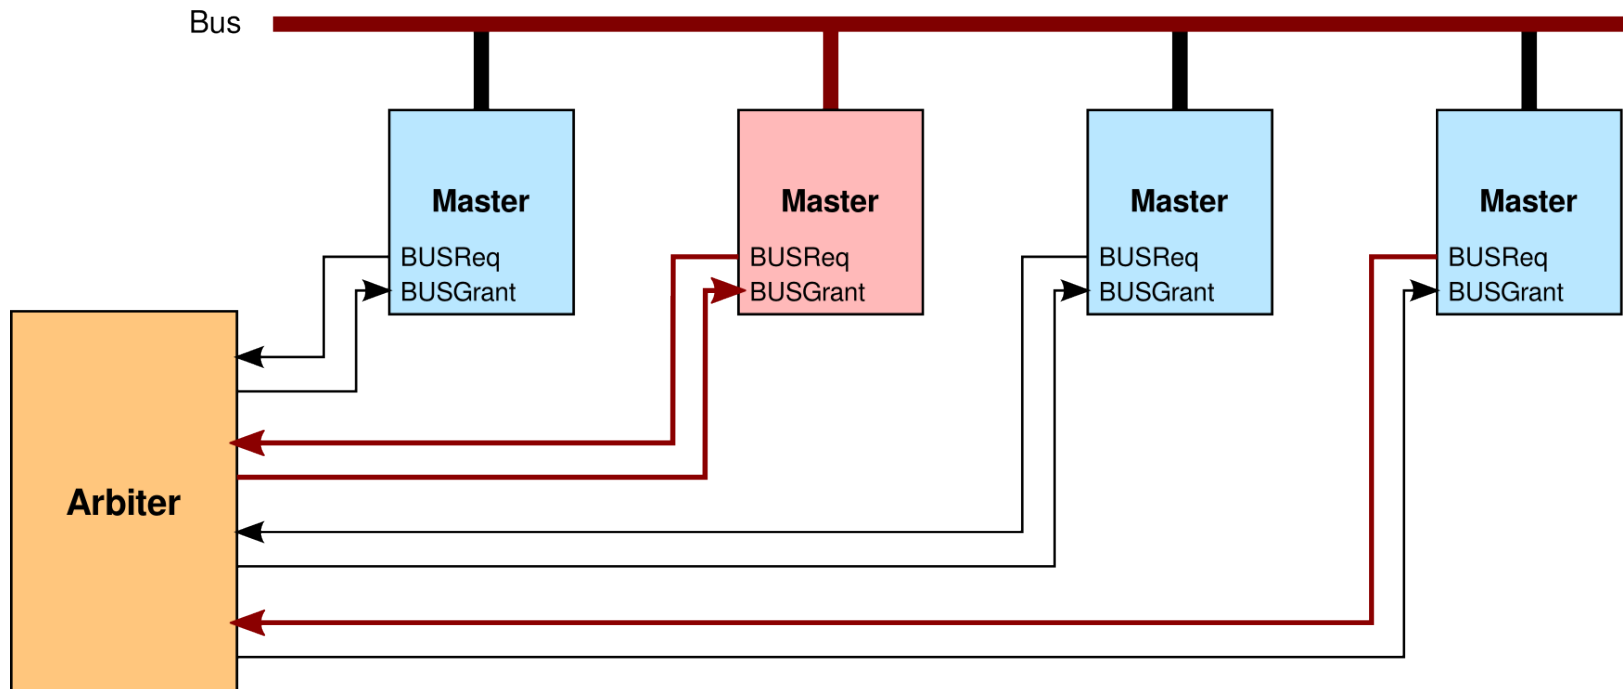 Bus
Master
BUSReq
BUSGrant
Master
BUSReq
BUSGrant
Master
BUSReq
BUSGrant
Master
BUSReq
BUSGrant
Arbiter